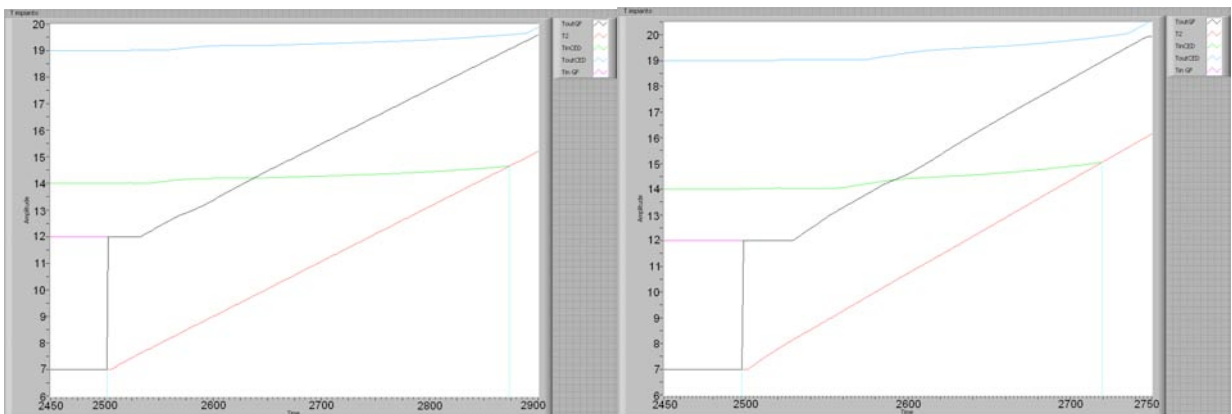 T impianto
20
19
18
17
16
15
14
13
12
11
10
9
8
7
6
Amplitude
2450
2500
2600
2700
2800
2900
Time
ToutGF
T2
TinCED
ToutCED
Tin GF
T impianto
20
19
18
17
16
15
14
13
12
11
10
9
8
7
6
Amplitude
2450
2500
2600
2700
2750
Time
ToutGF
T2
TinCED
ToutCED
Tin GF